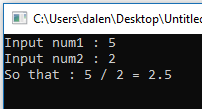 C:\Users\dalen\Desktop\Untitled
Input num1 : 5
Input num2 : 2
So that : 5 / 2 = 2.5